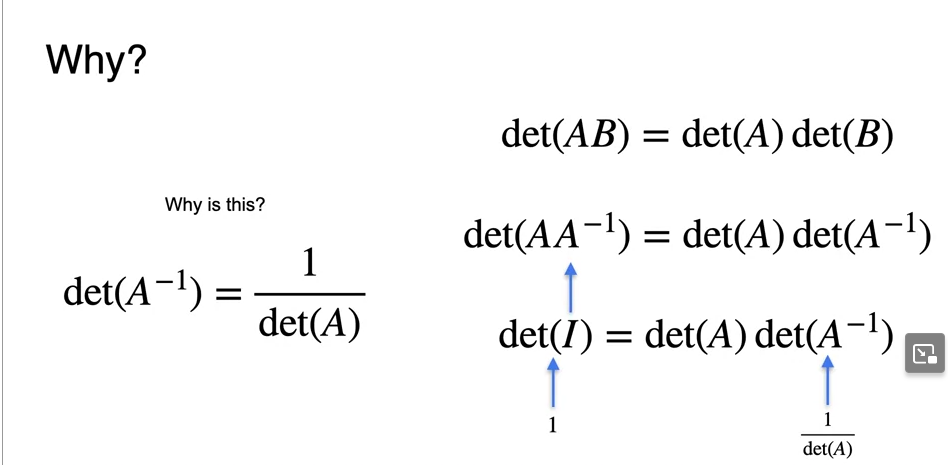 Why?
Why is this?
det(A⁻¹) = 1/det(A)
det(AB) = det(A) det(B)
det(AA⁻¹) = det(A) det(A⁻¹)
det(I) = det(A) det(A⁻¹)
1
1/det(A)